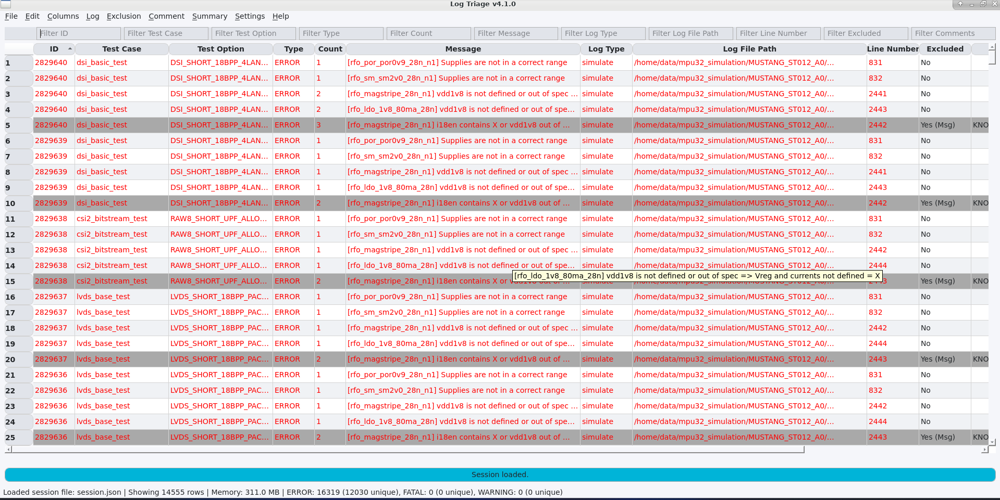 Log Triage v4.1.0
File Edit Columns Log Exclusion Comment Summary Settings Help
Filter ID Filter Test Case Filter Test Option Filter Type Filter Count Filter Message Filter Log Type Filter Log File Path Filter Line Number Filter Excluded Filter Comments
ID Test Case Test Option Type Count Message Log Type Log File Path Line Number Excluded
1 2829640 dsi_basic_test DSI_SHORT_18BPP_4LAN... ERROR 1 [rfo_por_por0v9_28n_n1] Supplies are not in a correct range simulate /home/data/mpu32_simulation/MUSTANG_ST012_A0/... 831 No
2 2829640 dsi_basic_test DSI_SHORT_18BPP_4LAN... ERROR 1 [rfo_sm_sm2v0_28n_n1] Supplies are not in a correct range simulate /home/data/mpu32_simulation/MUSTANG_ST012_A0/... 832 No
3 2829640 dsi_basic_test DSI_SHORT_18BPP_4LAN... ERROR 2 [rfo_magstripe_28n_n1] vdd1v8 is not defined or out of spec ... simulate /home/data/mpu32_simulation/MUSTANG_ST012_A0/... 2441 No
4 2829640 dsi_basic_test DSI_SHORT_18BPP_4LAN... ERROR 2 [rfo_ldo_1v8_80ma_28n] vdd1v8 is not defined or out of spe... simulate /home/data/mpu32_simulation/MUSTANG_ST012_A0/... 2443 No
5 2829640 dsi_basic_test DSI_SHORT_18BPP_4LAN... ERROR 3 [rfo_magstripe_28n_n1] i18en contains X or vdd1v8 out of ... simulate /home/data/mpu32_simulation/MUSTANG_ST012_A0/... 2442 Yes (Msg) KNO
6 2829639 dsi_basic_test DSI_SHORT_18BPP_4LAN... ERROR 1 [rfo_por_por0v9_28n_n1] Supplies are not in a correct range simulate /home/data/mpu32_simulation/MUSTANG_ST012_A0/... 831 No
7 2829639 dsi_basic_test DSI_SHORT_18BPP_4LAN... ERROR 1 [rfo_sm_sm2v0_28n_n1] Supplies are not in a correct range simulate /home/data/mpu32_simulation/MUSTANG_ST012_A0/... 832 No
8 2829639 dsi_basic_test DSI_SHORT_18BPP_4LAN... ERROR 1 [rfo_magstripe_28n_n1] vdd1v8 is not defined or out of spec ... simulate /home/data/mpu32_simulation/MUSTANG_ST012_A0/... 2441 No
9 2829639 dsi_basic_test DSI_SHORT_18BPP_4LAN... ERROR 1 [rfo_ldo_1v8_80ma_28n] vdd1v8 is not defined or out of spe... simulate /home/data/mpu32_simulation/MUSTANG_ST012_A0/... 2443 No
10 2829639 dsi_basic_test DSI_SHORT_18BPP_4LAN... ERROR 2 [rfo_magstripe_28n_n1] i18en contains X or vdd1v8 out of ... simulate /home/data/mpu32_simulation/MUSTANG_ST012_A0/... 2442 Yes (Msg) KNO
11 2829638 csi2_bitstream_test RAW8_SHORT_UPF_ALLO... ERROR 1 [rfo_por_por0v9_28n_n1] Supplies are not in a correct range simulate /home/data/mpu32_simulation/MUSTANG_ST012_A0/... 831 No
12 2829638 csi2_bitstream_test RAW8_SHORT_UPF_ALLO... ERROR 1 [rfo_sm_sm2v0_28n_n1] Supplies are not in a correct range simulate /home/data/mpu32_simulation/MUSTANG_ST012_A0/... 832 No
13 2829638 csi2_bitstream_test RAW8_SHORT_UPF_ALLO... ERROR 1 [rfo_magstripe_28n_n1] vdd1v8 is not defined or out of spec ... simulate /home/data/mpu32_simulation/MUSTANG_ST012_A0/... 2442 No
14 2829638 csi2_bitstream_test RAW8_SHORT_UPF_ALLO... ERROR 1 [rfo_ldo_1v8_80ma_28n] vdd1v8 is not defined or out of spe... simulate /home/data/mpu32_simulation/MUSTANG_ST012_A0/... 2444 No
[rfo_ldo_1v8_80ma_28n] vdd1v8 is not defined or out of spec => Vreg and currents not defined = X
15 2829638 csi2_bitstream_test RAW8_SHORT_UPF_ALLO... ERROR 2 [rfo_magstripe_28n_n1] i18en contains X or Yes (Msg) KNO
16 2829637 lvds_base_test LVDS_SHORT_18BPP_PAC... ERROR 1 [rfo_por_por0v9_28n_n1] Supplies are not in a correct range simulate /home/data/mpu32_simulation/MUSTANG_ST012_A0/... 831 No
17 2829637 lvds_base_test LVDS_SHORT_18BPP_PAC... ERROR 1 [rfo_sm_sm2v0_28n_n1] Supplies are not in a correct range simulate /home/data/mpu32_simulation/MUSTANG_ST012_A0/... 832 No
18 2829637 lvds_base_test LVDS_SHORT_18BPP_PAC... ERROR 1 [rfo_magstripe_28n_n1] vdd1v8 is not defined or out of spec ... simulate /home/data/mpu32_simulation/MUSTANG_ST012_A0/... 2442 No
19 2829637 lvds_base_test LVDS_SHORT_18BPP_PAC... ERROR 1 [rfo_ldo_1v8_80ma_28n] vdd1v8 is not defined or out of spe... simulate /home/data/mpu32_simulation/MUSTANG_ST012_A0/... 2444 No
20 2829637 lvds_base_test LVDS_SHORT_18BPP_PAC... ERROR 2 [rfo_magstripe_28n_n1] i18en contains X or vdd1v8 out of ... simulate /home/data/mpu32_simulation/MUSTANG_ST012_A0/... 2443 Yes (Msg) KNO
21 2829636 lvds_base_test LVDS_SHORT_18BPP_PAC... ERROR 1 [rfo_por_por0v9_28n_n1] Supplies are not in a correct range simulate /home/data/mpu32_simulation/MUSTANG_ST012_A0/... 831 No
22 2829636 lvds_base_test LVDS_SHORT_18BPP_PAC... ERROR 1 [rfo_sm_sm2v0_28n_n1] Supplies are not in a correct range simulate /home/data/mpu32_simulation/MUSTANG_ST012_A0/... 832 No
23 2829636 lvds_base_test LVDS_SHORT_18BPP_PAC... ERROR 1 [rfo_magstripe_28n_n1] vdd1v8 is not defined or out of spec ... simulate /home/data/mpu32_simulation/MUSTANG_ST012_A0/... 2442 No
24 2829636 lvds_base_test LVDS_SHORT_18BPP_PAC... ERROR 1 [rfo_ldo_1v8_80ma_28n] vdd1v8 is not defined or out of spe... simulate /home/data/mpu32_simulation/MUSTANG_ST012_A0/... 2444 No
25 2829636 lvds_base_test LVDS_SHORT_18BPP_PAC... ERROR 2 [rfo_magstripe_28n_n1] i18en contains X or vdd1v8 out of ... simulate /home/data/mpu32_simulation/MUSTANG_ST012_A0/... 2443 Yes (Msg) KNO
Session loaded.
Loaded session file: session.json | Showing 14555 rows | Memory: 311.0 MB | ERROR: 16319 (12030 unique), FATAL: 0 (0 unique), WARNING: 0 (0 unique)